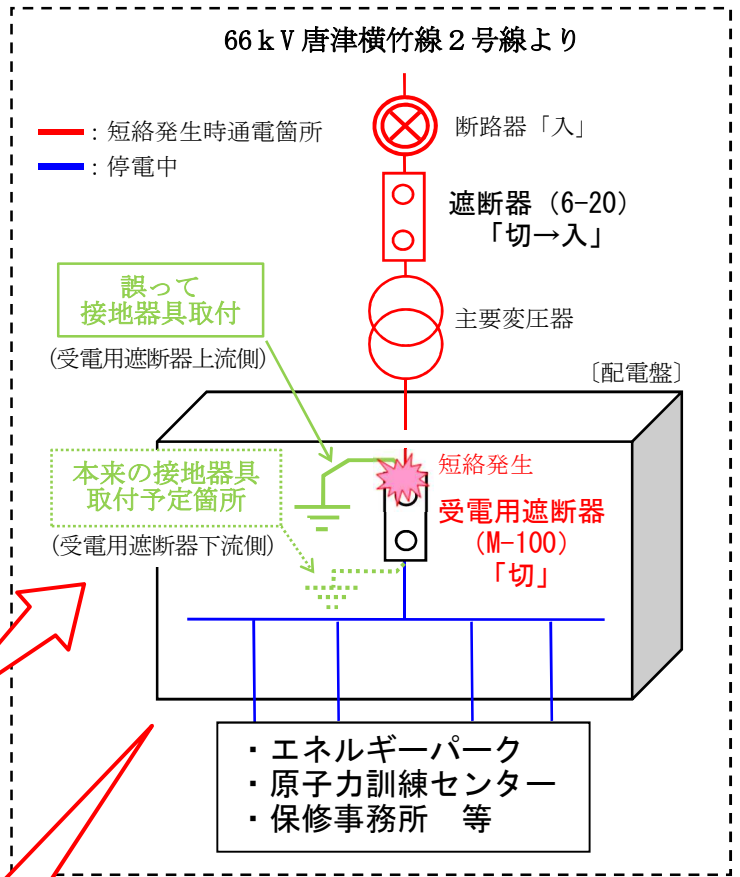 66ｋV唐津横竹線２号線より
：短絡発生時通電箇所
：停電中
断路器「入」
遮断器（6-20）
「切→入」
誤って
接地器具取付
(受電用遮断器上流側)
主要変圧器
〔配電盤〕
本来の接地器具
取付予定箇所
(受電用遮断器下流側)
短絡発生
受電用遮断器
（M-100）
「切」
・エネルギーパーク
・原子力訓練センター
・保修事務所　等